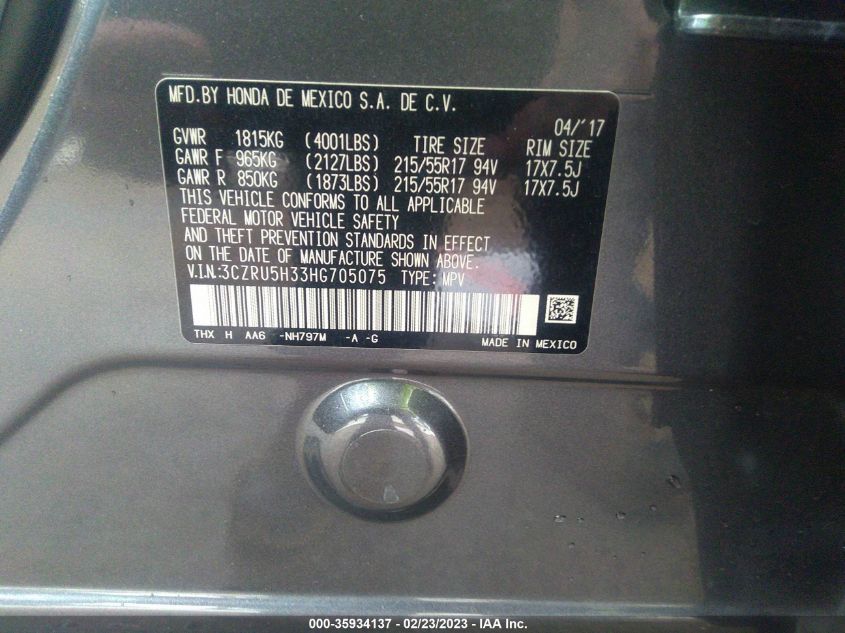 MFD. BY HONDA DE MEXICO S.A. DE C.V.
04/'17
GVWR 1815KG (4001LBS) TIRE SIZE RIM SIZE
GAWR F 965KG (2127LBS) 215/55R17 94V 17X7.5J
GAWR R 850KG (1873LBS) 215/55R17 94V 17X7.5J
THIS VEHICLE CONFORMS TO ALL APPLICABLE
FEDERAL MOTOR VEHICLE SAFETY
AND THEFT PREVENTION STANDARDS IN EFFECT
ON THE DATE OF MANUFACTURE SHOWN ABOVE.
V.I.N:3CZRU5H33HG705075 TYPE: MPV
THX H AA6 -NH797M -A -G MADE IN MEXICO
000-35934137 - 02/23/2023 - IAA Inc.